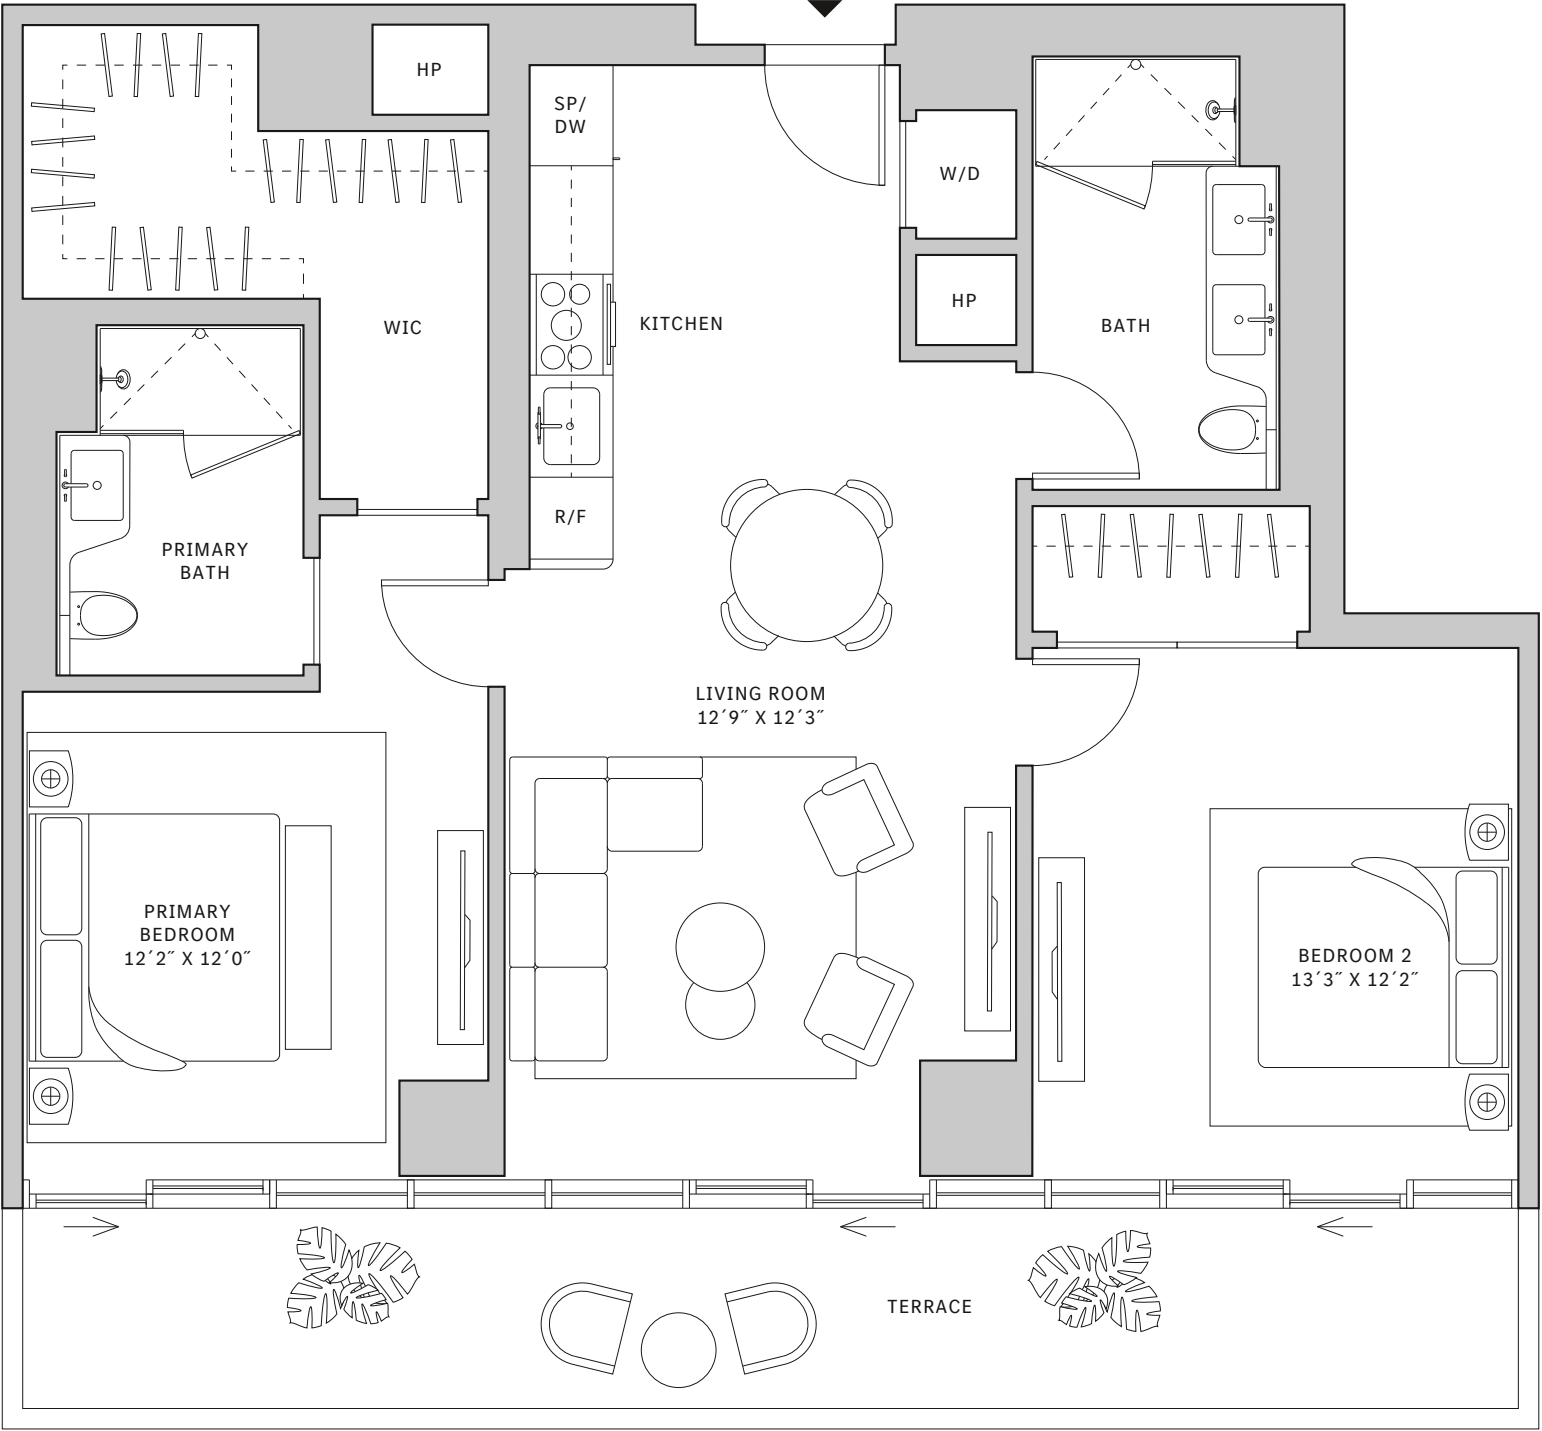 HP
SP/
DW
W/D
HP
WIC
KITCHEN
BATH
R/F
PRIMARY
BATH
LIVING ROOM
12´9˝ X 12´3˝
PRIMARY
BEDROOM
12´2˝ X 12´0˝
BEDROOM 2
13´3˝ X 12´2˝
TERRACE